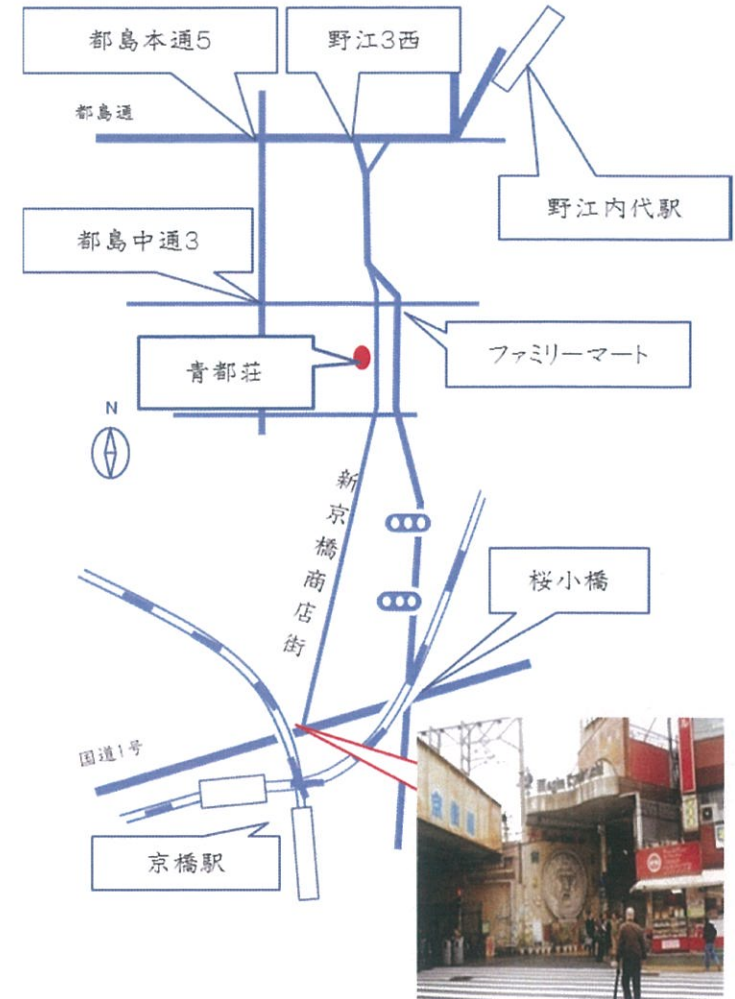 都島本通5
野江3西
都島通
野江内代駅
都島中通3
ファミリーマート
青都荘
N
新京橋商店街
桜小橋
国道1号
京橋駅